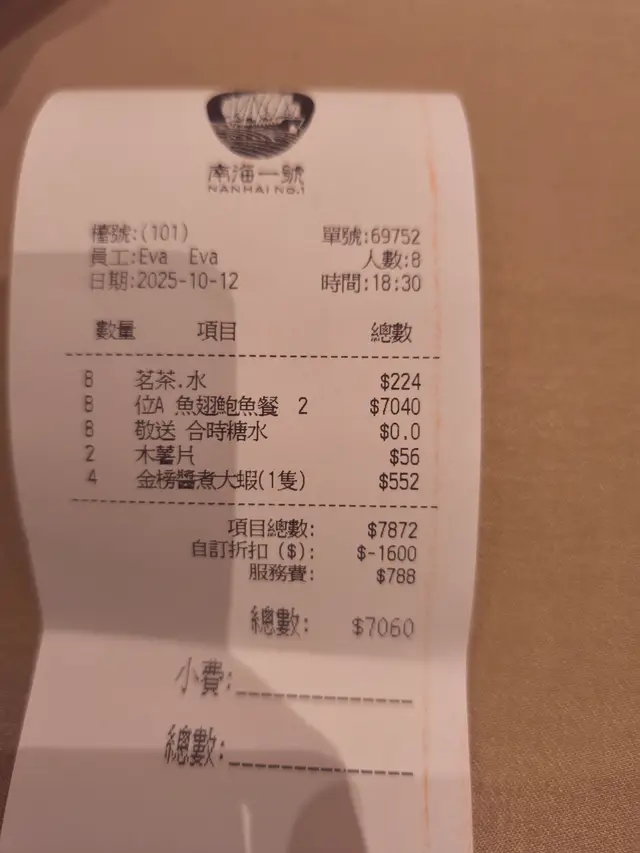 南海一號
NANHAI No.1
檯號:(101) 單號:69752
員工:Eva Eva 人數:8
日期:2025-10-12 時間:18:30
數量 項目 總數
8 茗茶.水 $224
8 位A 魚翅鮑魚餐 2 $7040
8 敬送 合時糖水 $0.0
2 木薯片 $56
4 金榜醬煮大蝦(1隻) $552
項目總數: $7872
自訂折扣 ($): $-1600
服務費: $788
總數: $7060
小費:
總數: